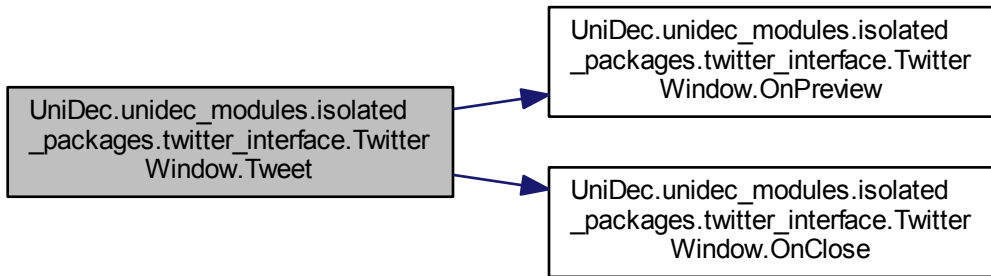 UniDec.unidec_modules.isolated
_packages.twitter_interface.Twitter
Window.Tweet
UniDec.unidec_modules.isolated
_packages.twitter_interface.Twitter
Window.OnPreview
UniDec.unidec_modules.isolated
_packages.twitter_interface.Twitter
Window.OnClose